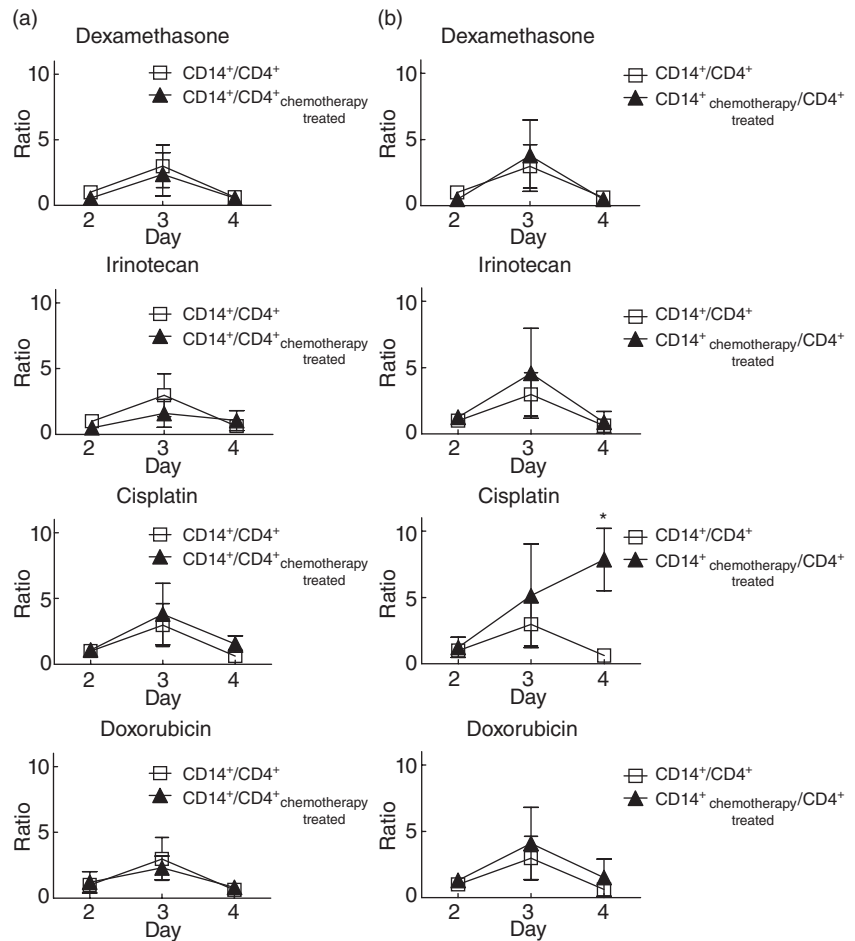 (a)
Dexamethasone
10
5
0
Ratio
2 3 4
Day
CD14⁺/CD4⁺
CD14⁺/CD4⁺chemotherapy
treated
Irinotecan
10
5
0
Ratio
2 3 4
Day
CD14⁺/CD4⁺
CD14⁺/CD4⁺chemotherapy
treated
Cisplatin
10
5
0
Ratio
2 3 4
Day
CD14⁺/CD4⁺
CD14⁺/CD4⁺chemotherapy
treated
Doxorubicin
10
5
0
Ratio
2 3 4
Day
CD14⁺/CD4⁺
CD14⁺/CD4⁺chemotherapy
treated
(b)
Dexamethasone
10
5
0
Ratio
2 3 4
Day
CD14⁺/CD4⁺
CD14⁺chemotherapy/CD4⁺
treated
Irinotecan
10
5
0
Ratio
2 3 4
Day
CD14⁺/CD4⁺
CD14⁺chemotherapy/CD4⁺
treated
Cisplatin
*
10
5
0
Ratio
2 3 4
Day
CD14⁺/CD4⁺
CD14⁺chemotherapy/CD4⁺
treated
Doxorubicin
10
5
0
Ratio
2 3 4
Day
CD14⁺/CD4⁺
CD14⁺chemotherapy/CD4⁺
treated